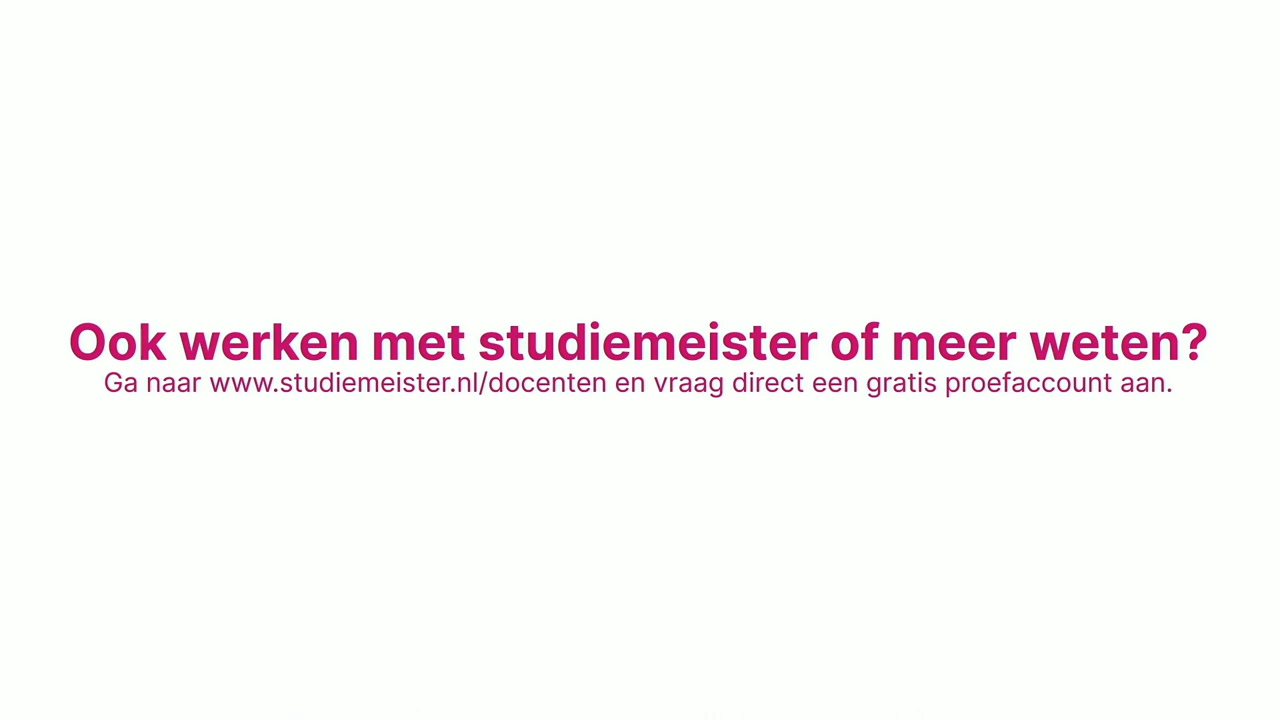 Ook werken met studiemeister of meer weten?
Ga naar www.studiemeister.nl/docenten en vraag direct een gratis proefaccount aan.